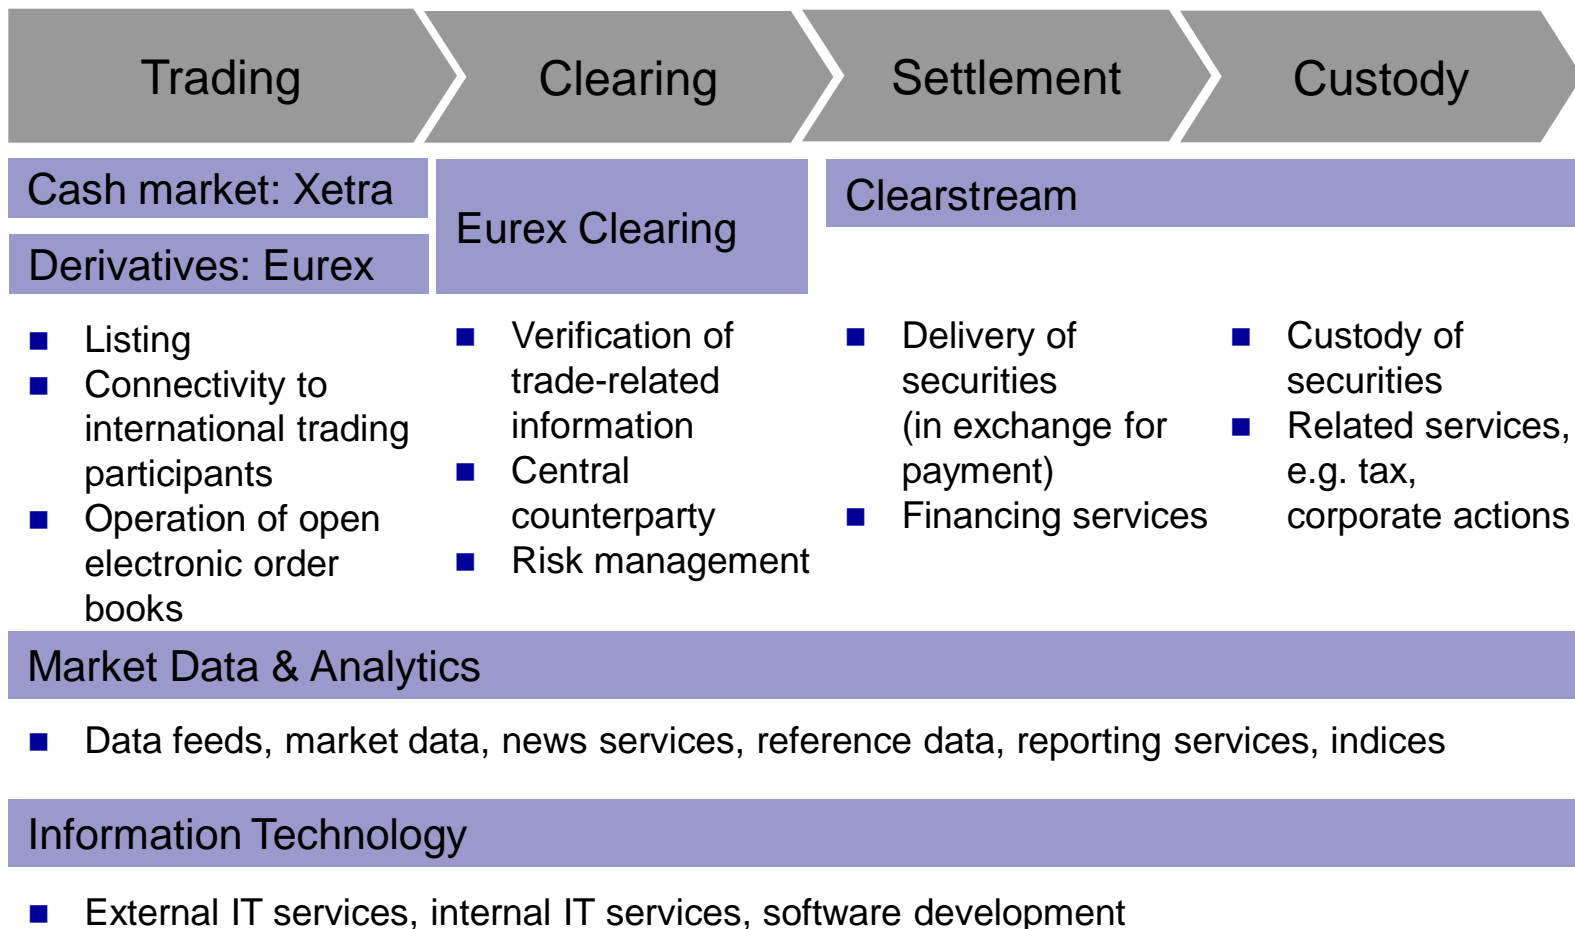 Trading
Clearing
Settlement
Custody
Cash market: Xetra
Derivatives: Eurex
Eurex Clearing
Clearstream
Listing
Connectivity to
international trading
participants
Operation of open
electronic order
books
Verification of
trade-related
information
Central
counterparty
Risk management
Delivery of
securities
(in exchange for
payment)
Financing services
Custody of
securities
Related services,
e.g. tax,
corporate actions
Market Data & Analytics
Data feeds, market data, news services, reference data, reporting services, indices
Information Technology
External IT services, internal IT services, software development